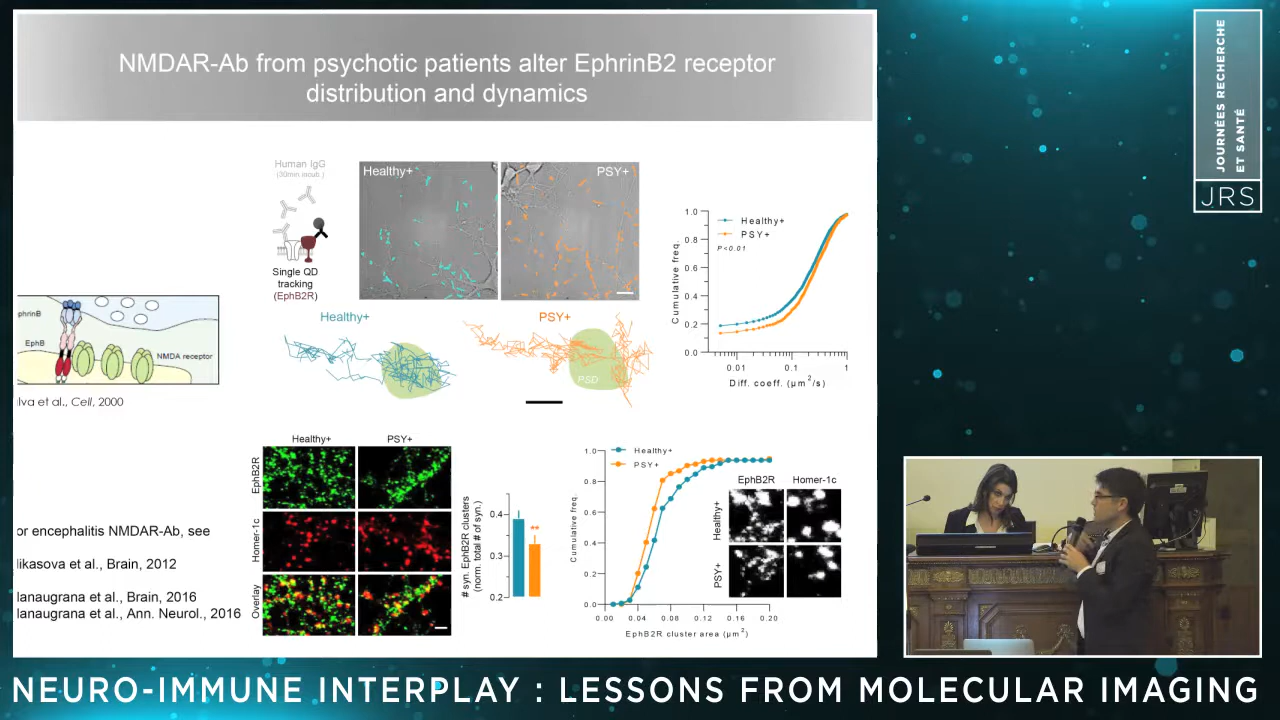 NMDAR-Ab from psychotic patients alter EphrinB2 receptor
distribution and dynamics
JOURNÉES RECHERCHE
ET SANTÉ
JRS
Human IgG
(30min incub.)
Healthy+
PSY+
Single QD
tracking
(EphB2R)
Cumulative freq.
1.0
0.8
0.6
0.4
0.2
0.0
Healthy+
PSY+
P<0.01
0.01
0.1
1
Diff. coeff. (µm²/s)
Healthy+
PSY+
PSD
phrinB
EphB
NMDA receptor
lva et al., Cell, 2000
or encephalitis NMDAR-Ab, see
likasova et al., Brain, 2012
lanaugrana et al., Brain, 2016
lanaugrana et al., Ann. Neurol., 2016
Healthy+
PSY+
EphB2R
Homer-1c
Overlay
# syn. EphB2R clusters
(norm. total # of syn.)
0.4
0.3
0.2
**
Cumulative freq.
1.0
0.8
0.6
0.4
0.2
0.0
Healthy+
PSY+
0.00
0.04
0.08
0.12
0.16
0.20
EphB2R cluster area (µm²)
EphB2R
Homer-1c
Healthy+
PSY+
NEURO-IMMUNE INTERPLAY : LESSONS FROM MOLECULAR IMAGING